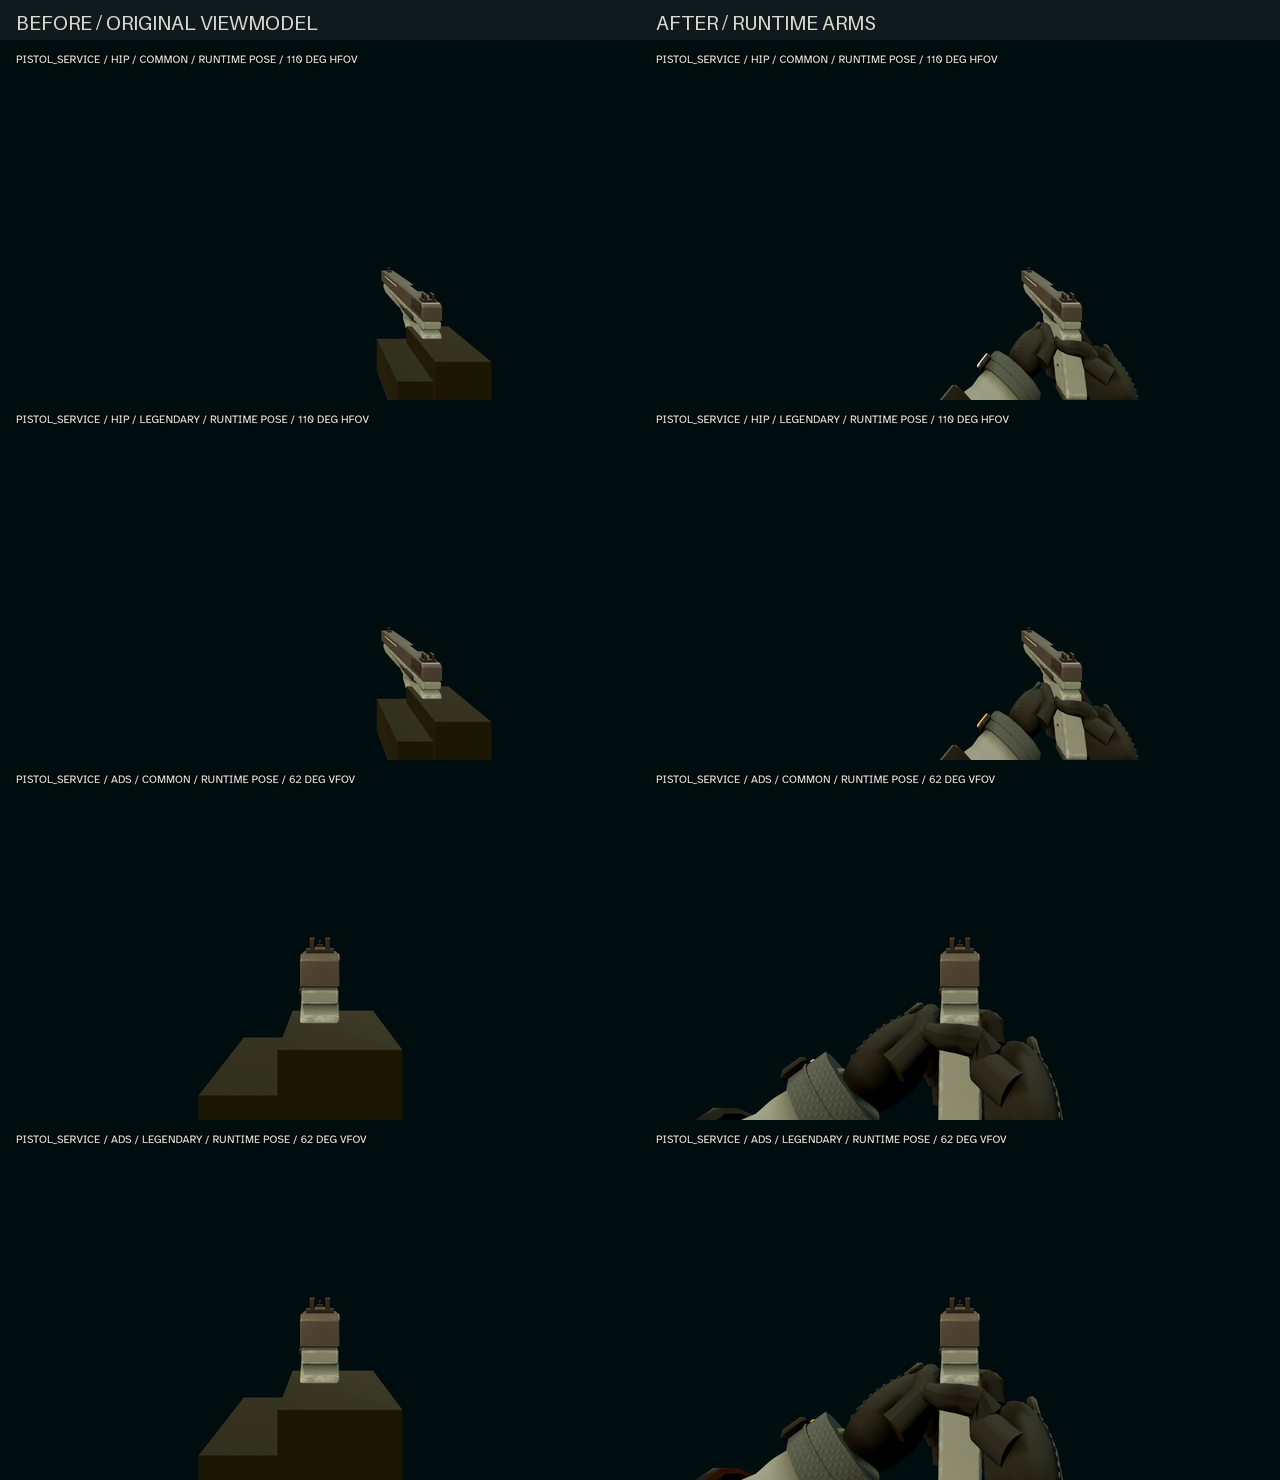 BEFORE / ORIGINAL VIEWMODEL
AFTER / RUNTIME ARMS
PISTOL_SERVICE / HIP / COMMON / RUNTIME POSE / 110 DEG HFOV
PISTOL_SERVICE / HIP / COMMON / RUNTIME POSE / 110 DEG HFOV
PISTOL_SERVICE / HIP / LEGENDARY / RUNTIME POSE / 110 DEG HFOV
PISTOL_SERVICE / HIP / LEGENDARY / RUNTIME POSE / 110 DEG HFOV
PISTOL_SERVICE / ADS / COMMON / RUNTIME POSE / 62 DEG VFOV
PISTOL_SERVICE / ADS / COMMON / RUNTIME POSE / 62 DEG VFOV
PISTOL_SERVICE / ADS / LEGENDARY / RUNTIME POSE / 62 DEG VFOV
PISTOL_SERVICE / ADS / LEGENDARY / RUNTIME POSE / 62 DEG VFOV